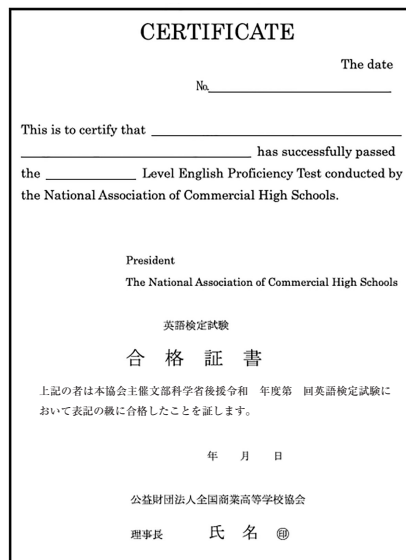 CERTIFICATE
The date
No.
This is to certify that
has successfully passed
the Level English Proficiency Test conducted by
the National Association of Commercial High Schools.
President
The National Association of Commercial High Schools
英語検定試験
合格証書
上記の者は本協会主催文部科学省後援令和　年度第　回英語検定試験に
おいて表記の級に合格したことを証します。
年　月　日
公益財団法人全国商業高等学校協会
理事長　氏　名　㊞